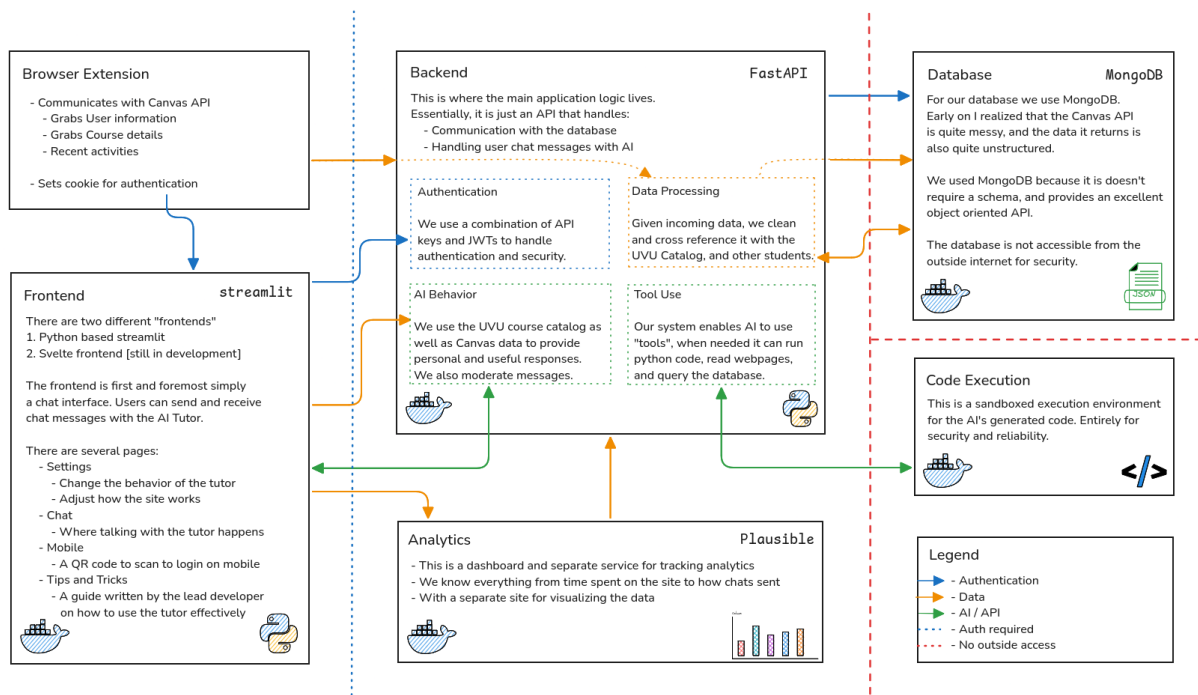 Browser Extension
- Communicates with Canvas API
- Grabs User information
- Grabs Course details
- Recent activities
- Sets cookie for authentication
Frontend
streamlit
There are two different "frontends"
1. Python based streamlit
2. Svelte frontend [still in development]
The frontend is first and foremost simply
a chat interface. Users can send and receive
chat messages with the AI Tutor.
There are several pages:
- Settings
- Change the behavior of the tutor
- Adjust how the site works
- Chat
- Where talking with the tutor happens
- Mobile
- A QR code to scan to login on mobile
- Tips and Tricks
- A guide written by the lead developer
on how to use the tutor effectively
Backend
FastAPI
This is where the main application logic lives.
Essentially, it is just an API that handles:
- Communication with the database
- Handling user chat messages with AI
Authentication
We use a combination of API
keys and JWTs to handle
authentication and security.
Data Processing
Given incoming data, we clean
and cross reference it with the
UVU Catalog, and other students.
AI Behavior
We use the UVU course catalog as
well as Canvas data to provide
personal and useful responses.
We also moderate messages.
Tool Use
Our system enables AI to use
"tools", when needed it can run
python code, read webpages,
and query the database.
Analytics
Plausible
- This is a dashboard and separate service for tracking analytics
- We know everything from time spent on the site to how chats sent
- With a separate site for visualizing the data
Database
MongoDB
For our database we use MongoDB.
Early on I realized that the Canvas API
is quite messy, and the data it returns is
also quite unstructured.
We used MongoDB because it is doesn't
require a schema, and provides an excellent
object oriented API.
The database is not accessible from the
outside internet for security.
JSON
Code Execution
This is a sandboxed execution environment
for the AI's generated code. Entirely for
security and reliability.
</>
Legend
- Authentication
- Data
- AI / API
- Auth required
- No outside access